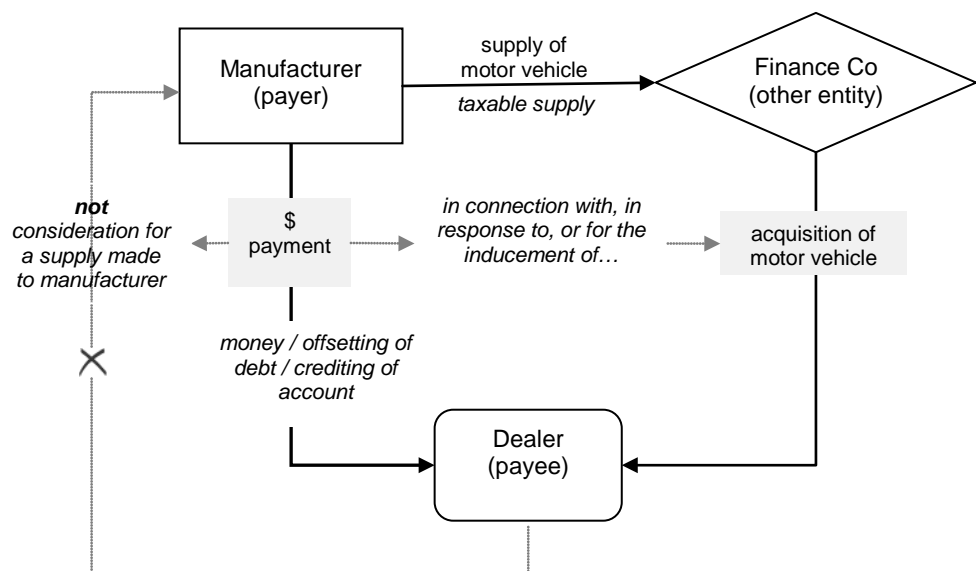 Manufacturer
(payer)
supply of
motor vehicle
taxable supply
Finance Co
(other entity)
not
consideration for
a supply made
to manufacturer
$
payment
in connection with, in
response to, or for the
inducement of…
acquisition of
motor vehicle
money / offsetting of
debt / crediting of
account
Dealer
(payee)